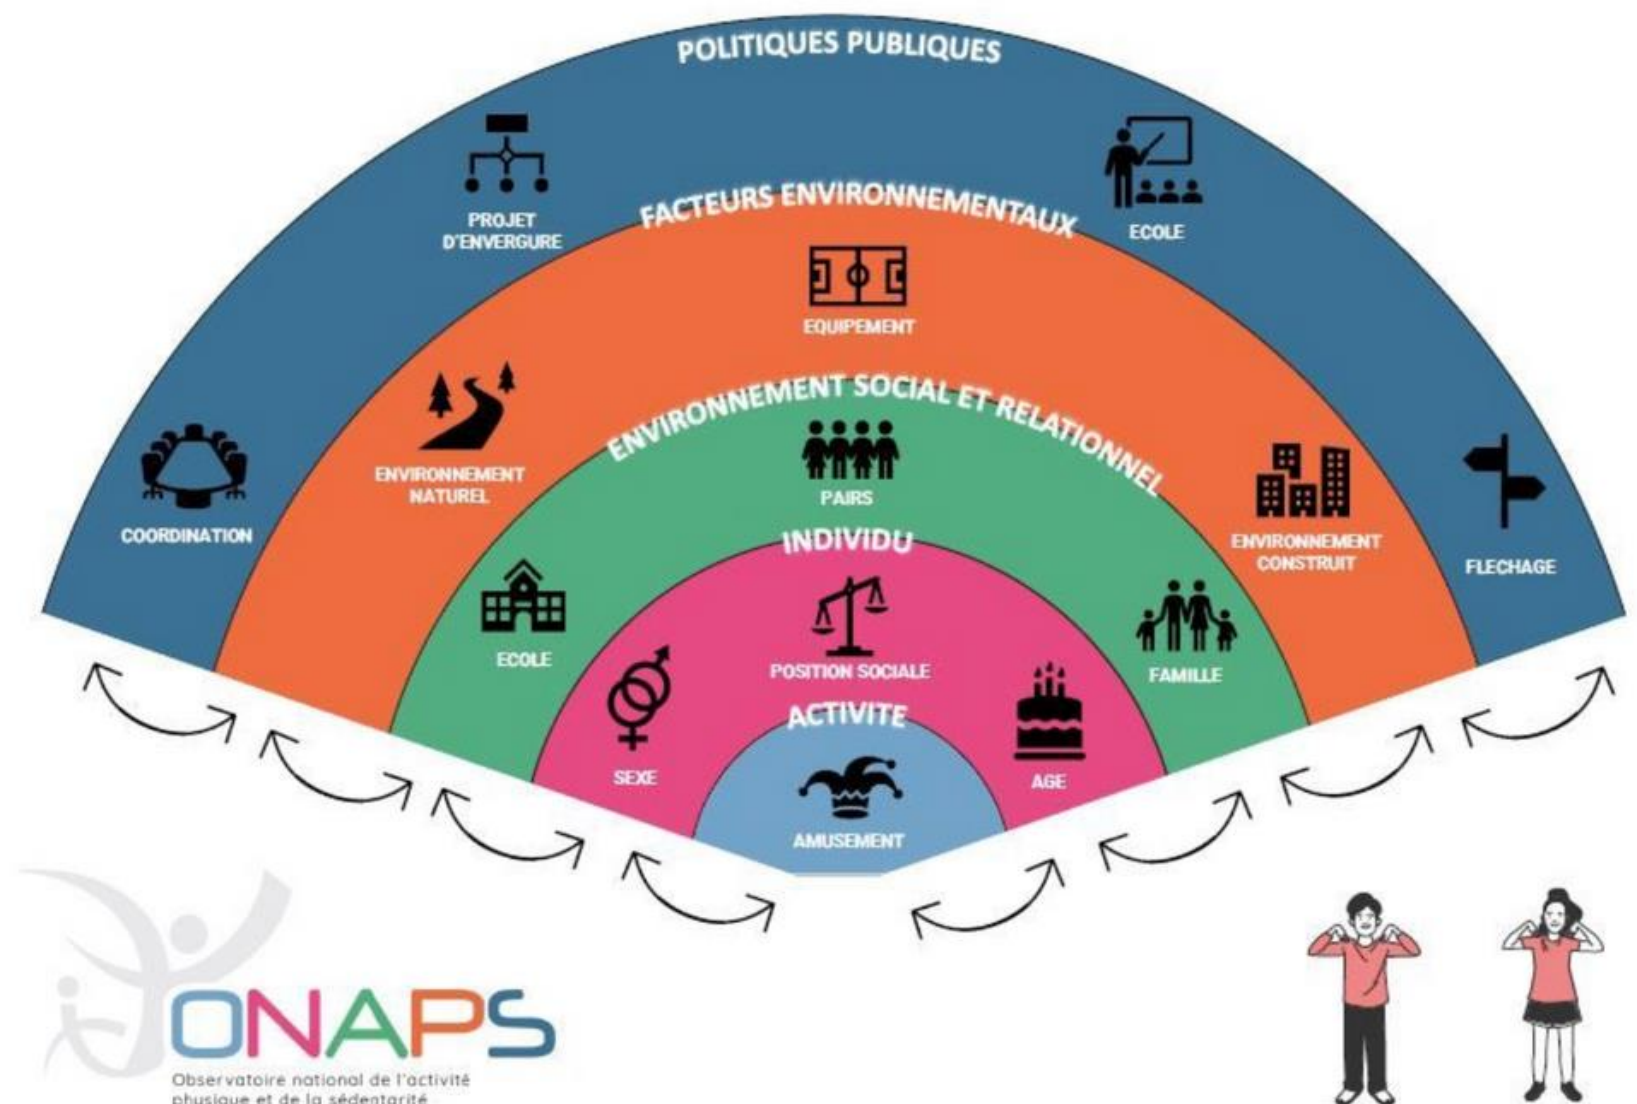 POLITIQUES PUBLIQUES
PROJET
D'ENVERGURE
ECOLE
COORDINATION
FLECHAGE
FACTEURS ENVIRONNEMENTAUX
EQUIPEMENT
ENVIRONNEMENT
NATUREL
ENVIRONNEMENT
CONSTRUIT
ENVIRONNEMENT SOCIAL ET RELATIONNEL
PAIRS
ECOLE
FAMILLE
INDIVIDU
POSITION SOCIALE
SEXE
AGE
ACTIVITE
AMUSEMENT
ONAPS
Observatoire national de l'activité
physique et de la sédentarité